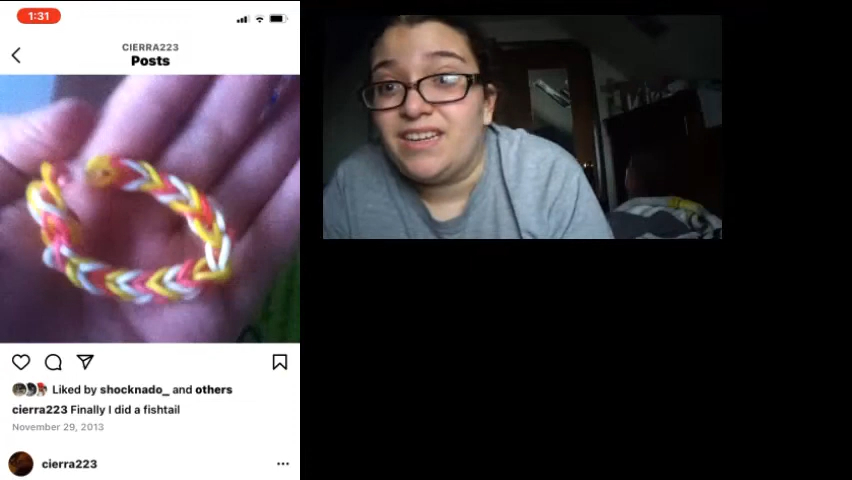 1:31
CIERRA223
Posts
Liked by shocknado_ and others
cierra223 Finally I did a fishtail
November 29, 2013
cierra223